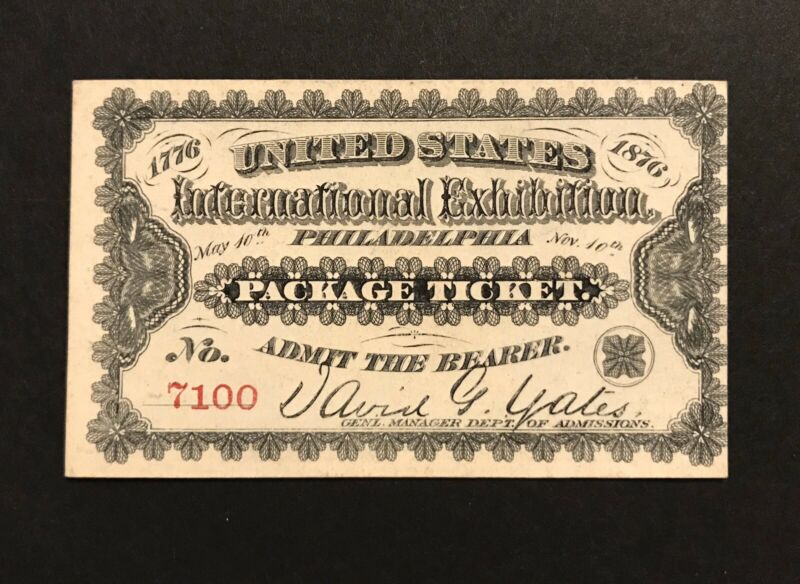 1776 UNITED STATES 1876
International Exhibition,
May 10th PHILADELPHIA Nov. 10th
PACKAGE TICKET.
ADMIT THE BEARER.
No.
7100 David G. Yates,
GENL. MANAGER DEPT. OF ADMISSIONS.